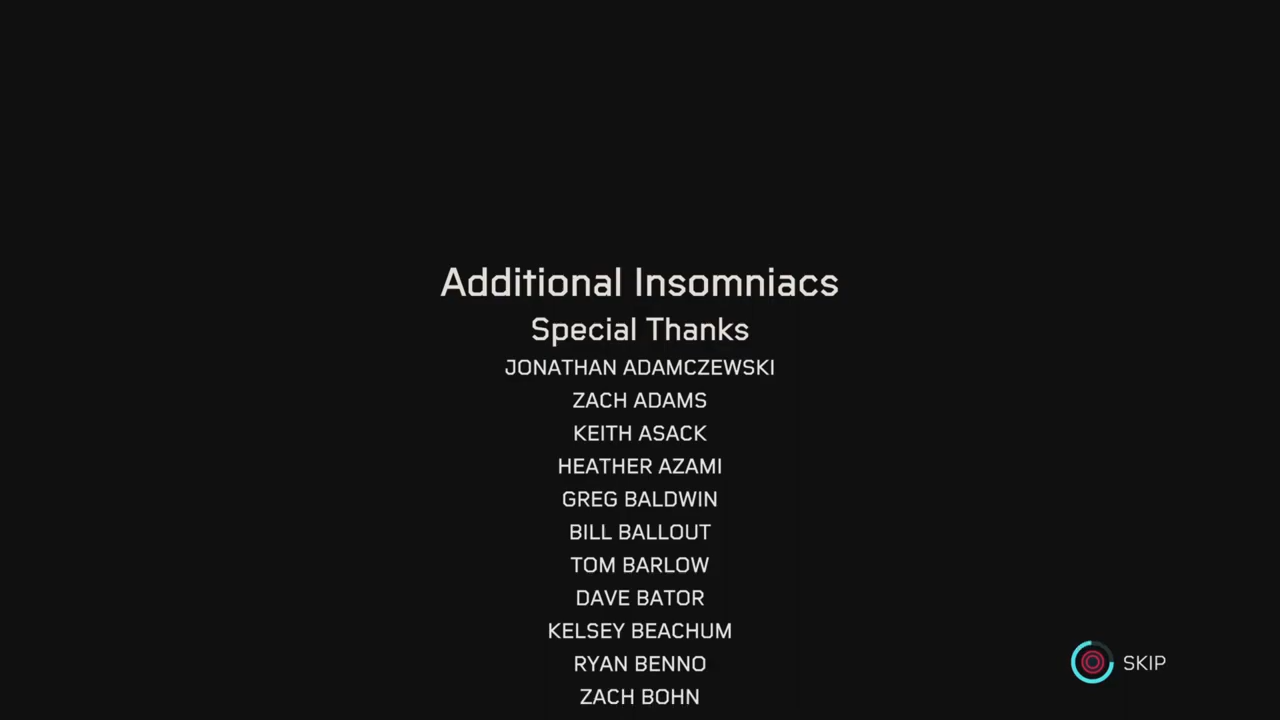 Additional Insomniacs
Special Thanks
JONATHAN ADAMCZEWSKI
ZACH ADAMS
KEITH ASACK
HEATHER AZAMI
GREG BALDWIN
BILL BALLOUT
TOM BARLOW
DAVE BATOR
KELSEY BEACHUM
RYAN BENNO
ZACH BOHN
SKIP